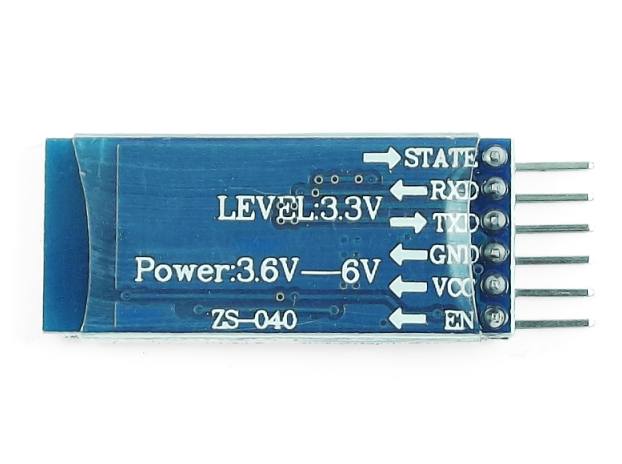 STATE
RXD
LEVEL:3.3V
TXD
GND
Power:3.6V—6V
VCC
ZS-040
EN